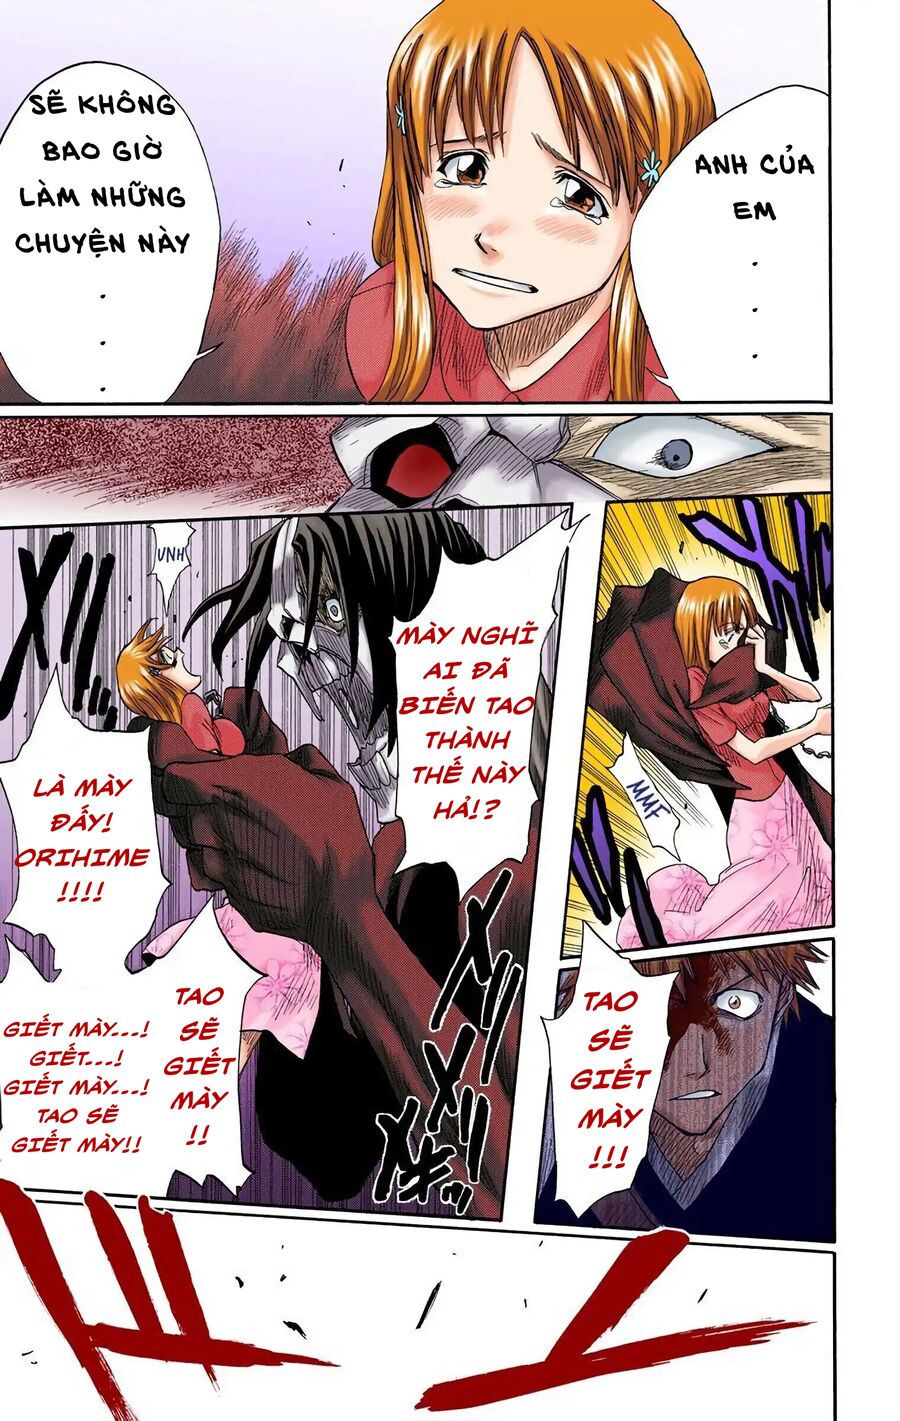 ANH CỦA
EM
.
.
.
SẼ KHÔNG
BAO GIỜ
LÀM NHỮNG
CHUYỆN NÀY
.
.
.
MMF
MÀY NGHĨ
AI ĐÃ
BIẾN TAO
THÀNH
THẾ NÀY
HẢ!?
UNH
LÀ MÀY
ĐẤY!
ORIHIME
!!!!
TAO
SẼ
GIẾT
MÀY
!!!
TAO
SẼ
GIẾT
MÀY
!!
GIẾT MÀY...!
GIẾT...!
GIẾT MÀY...!
TAO SẼ
GIẾT MÀY!!